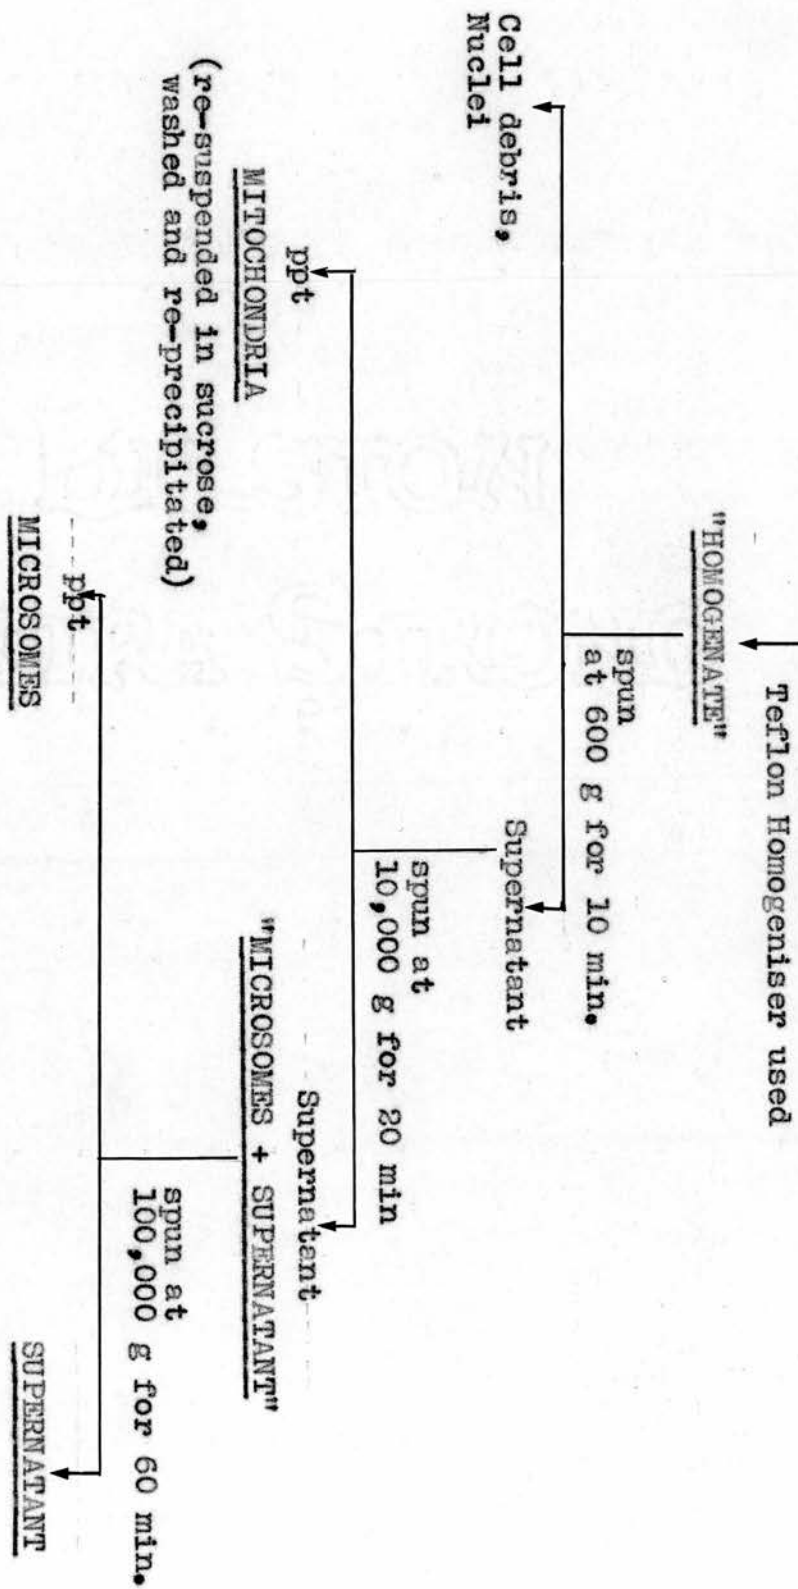 Teflon Homogeniser used
"HOMOGENATE"
spun
at 600 g for 10 min.
Cell debris,
Nuclei
Supernatant
spun at
10,000 g for 20 min
ppt
MITOCHONDRIA
(re-suspended in sucrose,
washed and re-precipitated)
Supernatant
"MICROSOMES + SUPERNATANT"
spun at
100,000 g for 60 min.
ppt
MICROSOMES
SUPERNATANT